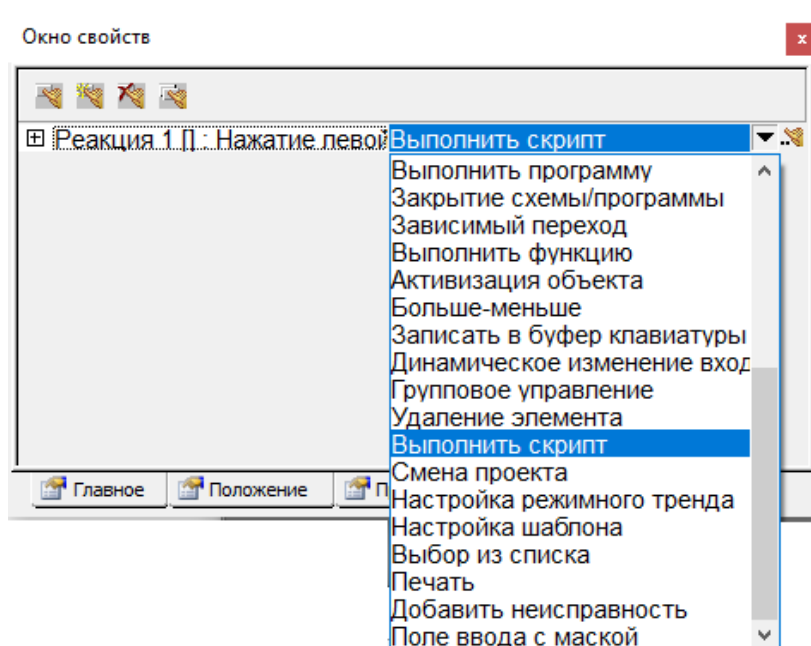 Окно свойств
x
Реакция 1 [] : Нажатие левой Выполнить скрипт
Выполнить программу
Закрытие схемы/программы
Зависимый переход
Выполнить функцию
Активизация объекта
Больше-меньше
Записать в буфер клавиатуры
Динамическое изменение вход
Групповое управление
Удаление элемента
Выполнить скрипт
Смена проекта
Настройка режимного тренда
Настройка шаблона
Выбор из списка
Печать
Добавить неисправность
Поле ввода с маской
Главное Положение П